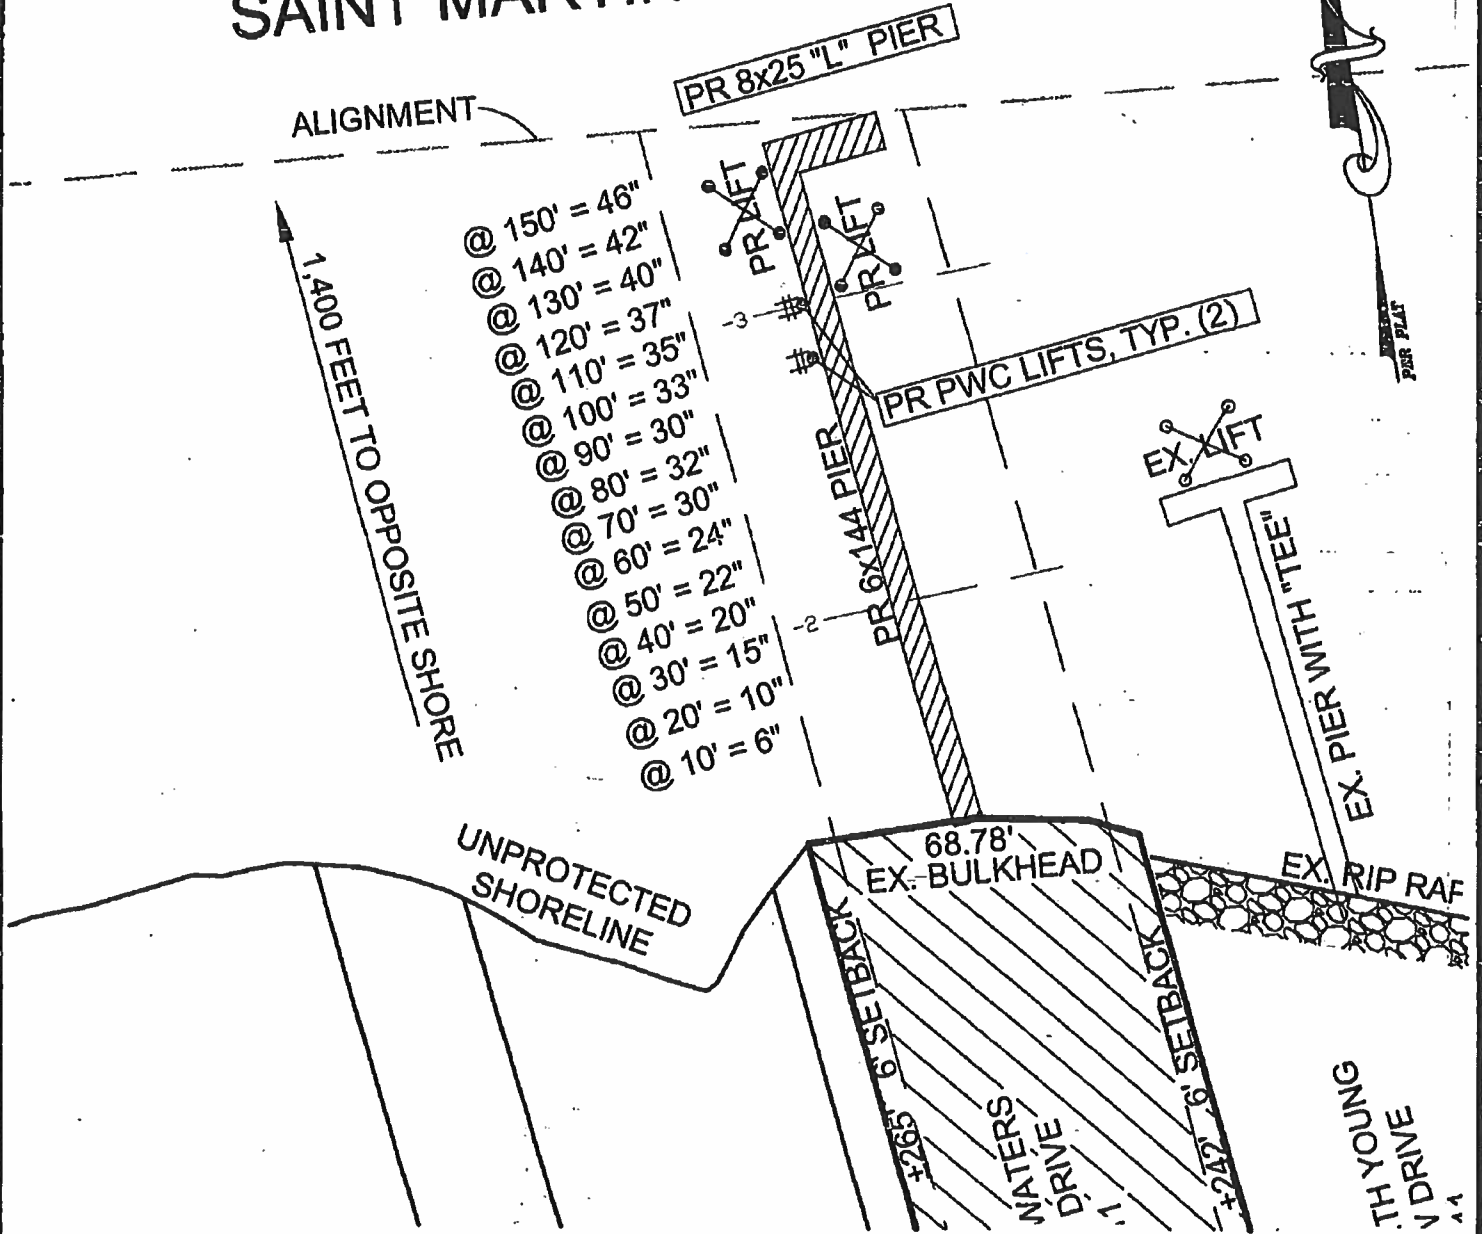 SAINT MARTIN
PR 8x25 "L" PIER
ALIGNMENT
PR LIFT
PR LIFT
@ 150' = 46"
@ 140' = 42"
@ 130' = 40"
@ 120' = 37"
@ 110' = 35"
@ 100' = 33"
@ 90' = 30"
@ 80' = 32"
@ 70' = 30"
@ 60' = 24"
@ 50' = 22"
@ 40' = 20"
@ 30' = 15"
@ 20' = 10"
@ 10' = 6"
1,400 FEET TO OPPOSITE SHORE
-3
-2
PR PWC LIFTS, TYP. (2)
PR 6x144 PIER
PER PLAT
EX. LIFT
EX. PIER WITH "TEE"
UNPROTECTED
SHORELINE
68.78'
EX. BULKHEAD
EX. RIP RAP
6' SETBACK
±265'
6' SETBACK
±242'
WATERS
DRIVE
TH YOUNG
DRIVE